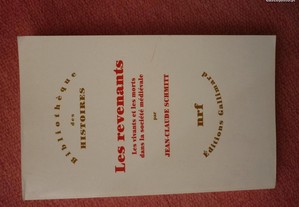 Bibliothèque
des
HISTOIRES
Les revenants
Les vivants et les morts
dans la société médiévale
par
JEAN-CLAUDE SCHMITT
nrf
Éditions Gallimard